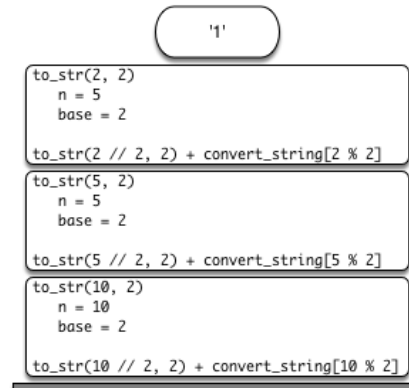 '1'
to_str(2, 2)
n = 5
base = 2
to_str(2 // 2, 2) + convert_string[2 % 2]
to_str(5, 2)
n = 5
base = 2
to_str(5 // 2, 2) + convert_string[5 % 2]
to_str(10, 2)
n = 10
base = 2
to_str(10 // 2, 2) + convert_string[10 % 2]